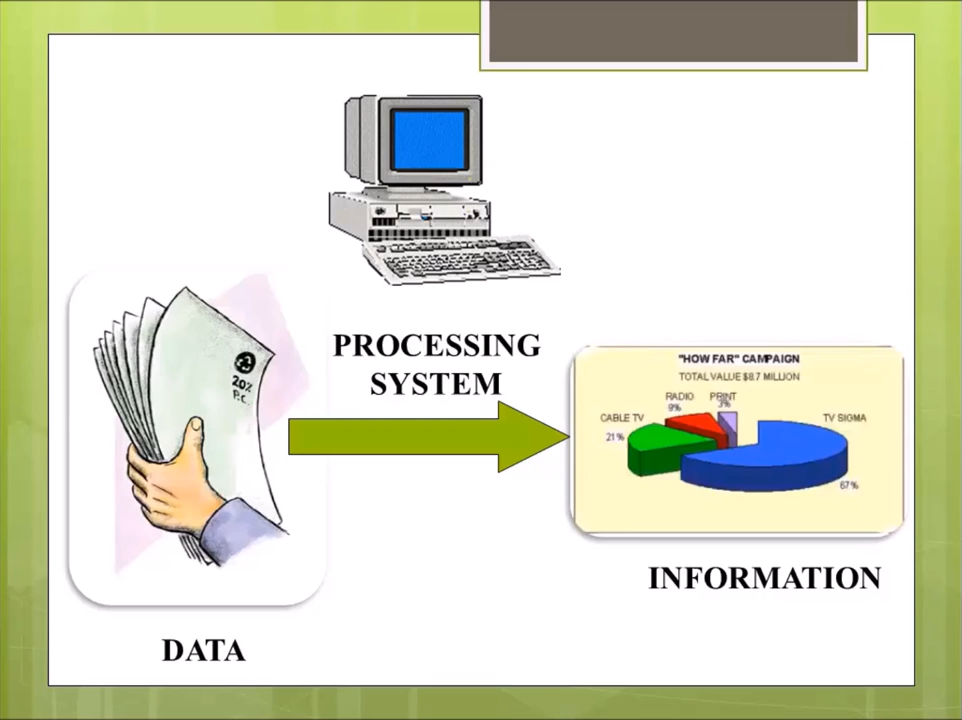 PROCESSING
SYSTEM
20%
P.C.
"HOW FAR" CAMPAIGN
TOTAL VALUE $8.7 MILLION
RADIO
9%
PRINT
3%
CABLE TV
21%
TV SIGMA
67%
INFORMATION
DATA